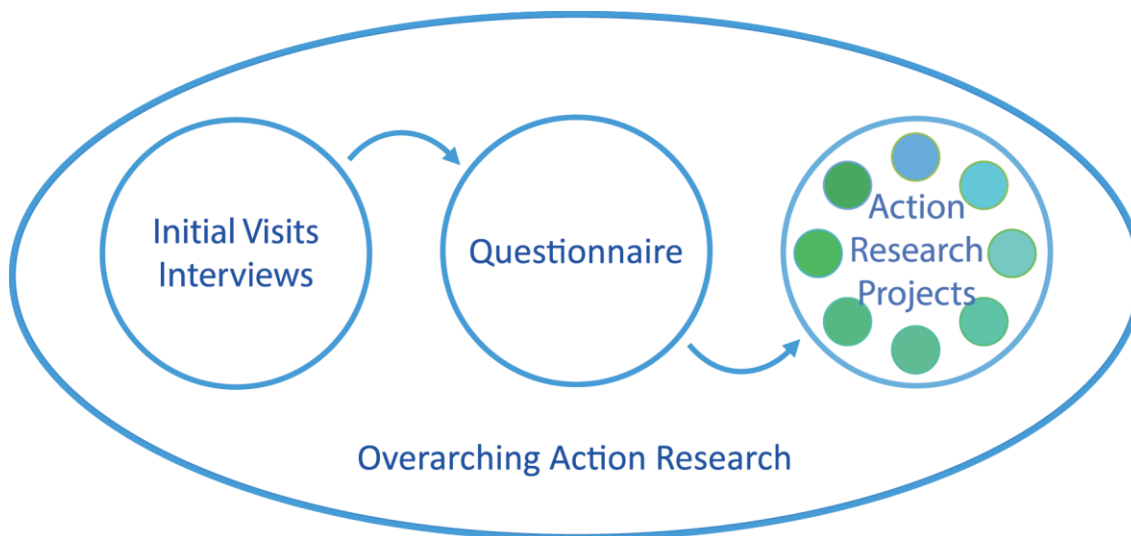 Initial Visits
Interviews
Questionnaire
Action
Research
Projects
Overarching Action Research